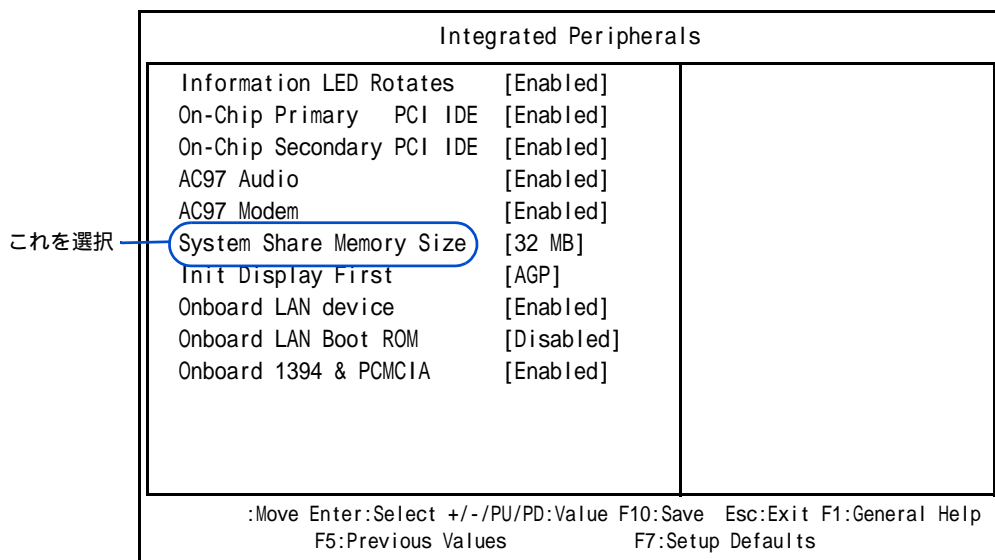 Integrated Peripherals
Information LED Rotates [Enabled]
On-Chip Primary PCI IDE [Enabled]
On-Chip Secondary PCI IDE [Enabled]
AC97 Audio [Enabled]
AC97 Modem [Enabled]
これを選択 System Share Memory Size [32 MB]
Init Display First [AGP]
Onboard LAN device [Enabled]
Onboard LAN Boot ROM [Disabled]
Onboard 1394 & PCMCIA [Enabled]
:Move Enter:Select +/-/PU/PD:Value F10:Save Esc:Exit F1:General Help
F5:Previous Values F7:Setup Defaults